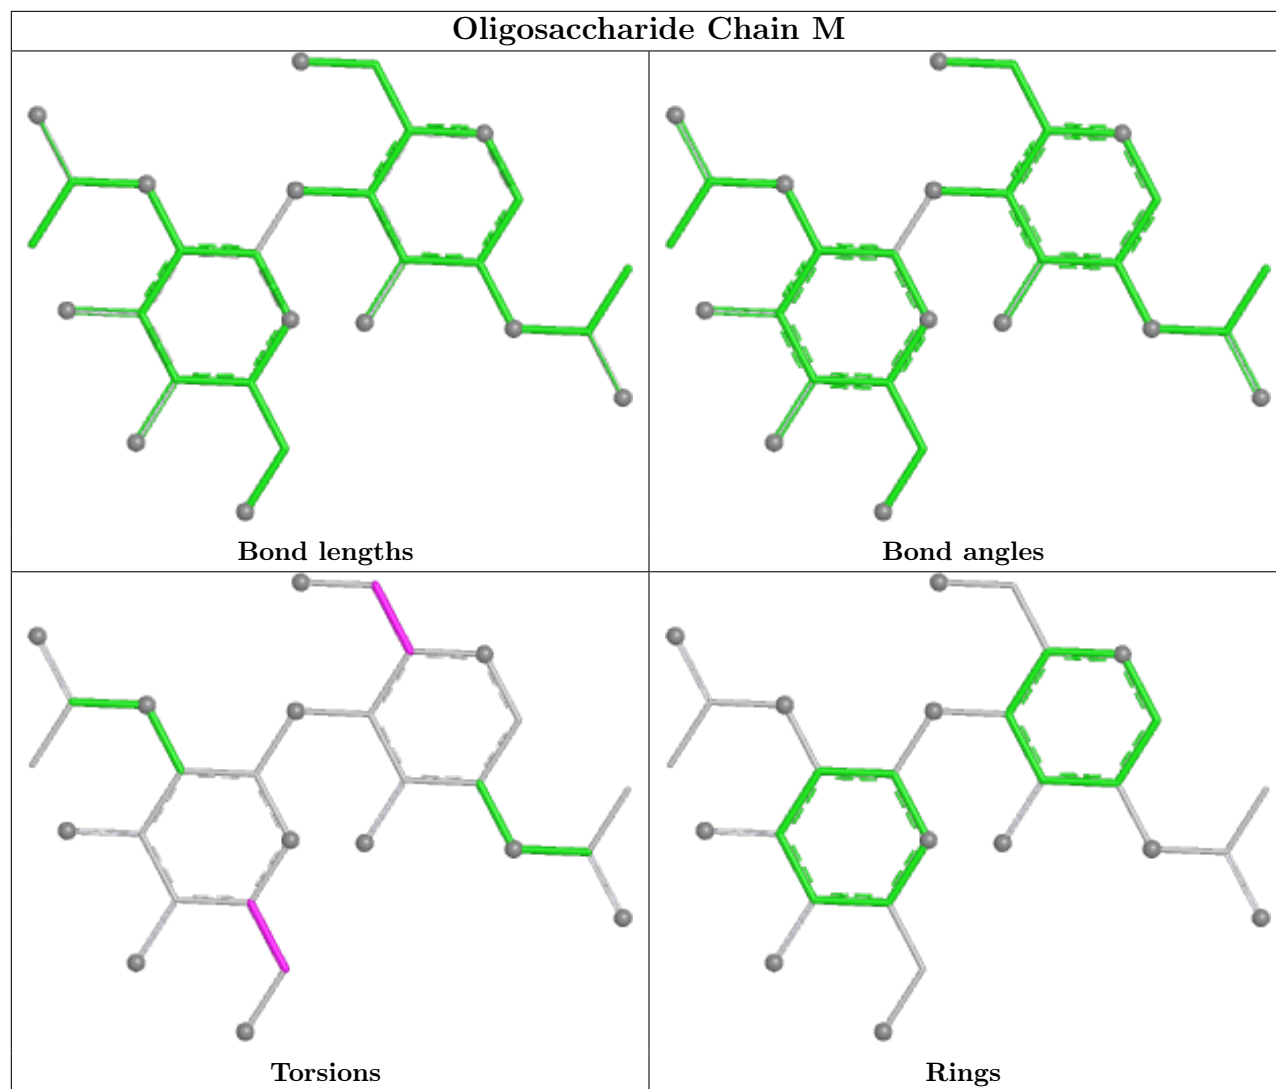 Oligosaccharide Chain M
Bond lengths
Bond angles
Torsions
Rings